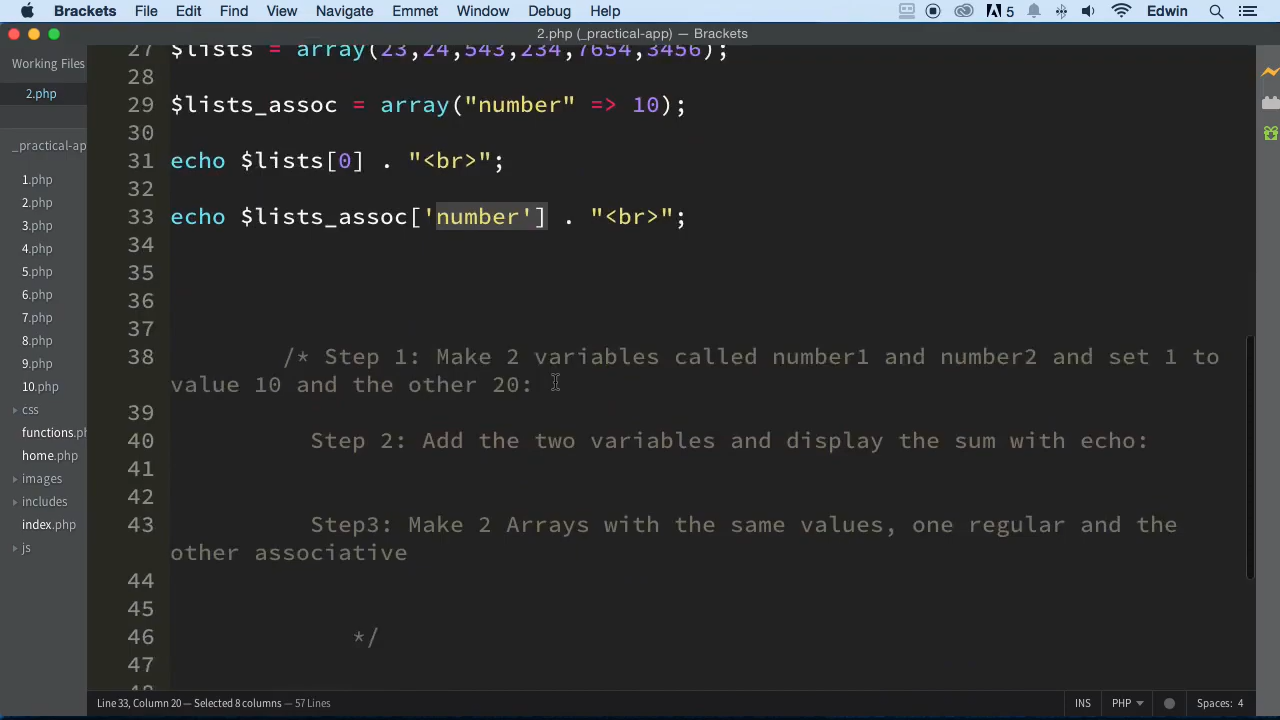 Brackets File Edit Find View Navigate Emmet Window Debug Help 5 Edwin
2.php (_practical-app) — Brackets
Working Files
2.php
_practical-ap
1.php
2.php
3.php
4.php
5.php
6.php
7.php
8.php
9.php
10.php
css
functions.ph
home.php
images
includes
index.php
js
27 $lists = array(23,24,543,234,7654,3456);
28
29 $lists_assoc = array("number" => 10);
30
31 echo $lists[0] . "<br>";
32
33 echo $lists_assoc['number'] . "<br>";
34
35
36
37
38 /* Step 1: Make 2 variables called number1 and number2 and set 1 to
value 10 and the other 20:
39
40 Step 2: Add the two variables and display the sum with echo:
41
42
43 Step3: Make 2 Arrays with the same values, one regular and the
other associative
44
45
46 */
47
48
Line 33, Column 20 — Selected 8 columns — 57 Lines
INS PHP Spaces: 4